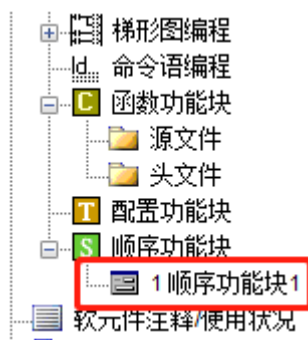 梯形图编程
Id... 命令语编程
C 函数功能块
源文件
头文件
T 配置功能块
S 顺序功能块
1 顺序功能块1
软元件注释/使用状况